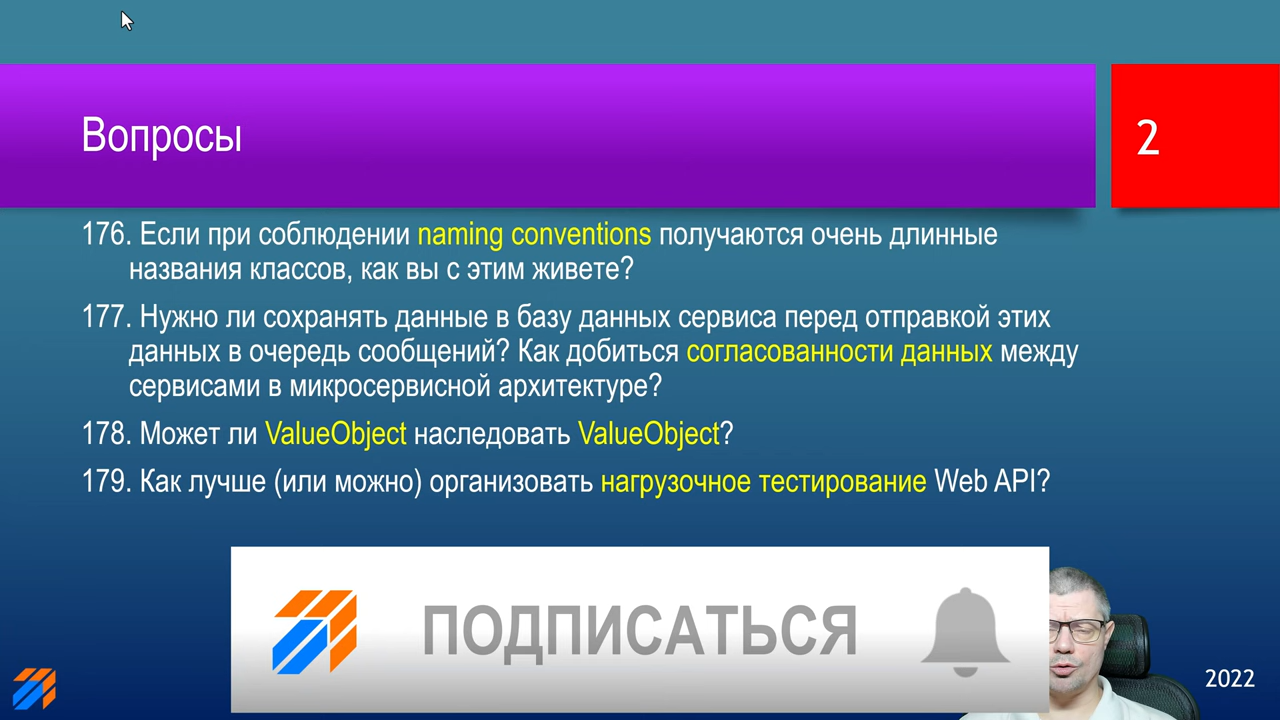 Вопросы
2
176. Если при соблюдении naming conventions получаются очень длинные
названия классов, как вы с этим живете?
177. Нужно ли сохранять данные в базу данных сервиса перед отправкой этих
данных в очередь сообщений? Как добиться согласованности данных между
сервисами в микросервисной архитектуре?
178. Может ли ValueObject наследовать ValueObject?
179. Как лучше (или можно) организовать нагрузочное тестирование Web API?
ПОДПИСАТЬСЯ
2022